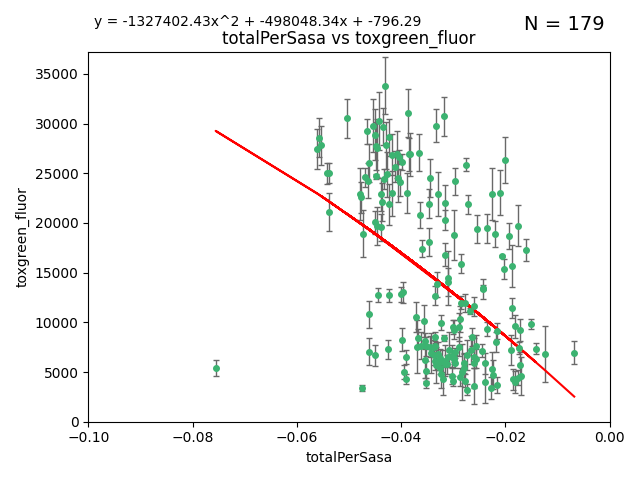 y = -1327402.43x^2 + -498048.34x + -796.29
N = 179
totalPerSasa vs toxgreen_fluor
35000
30000
25000
20000
15000
10000
5000
0
toxgreen_fluor
−0.10
−0.08
−0.06
−0.04
−0.02
0.00
totalPerSasa